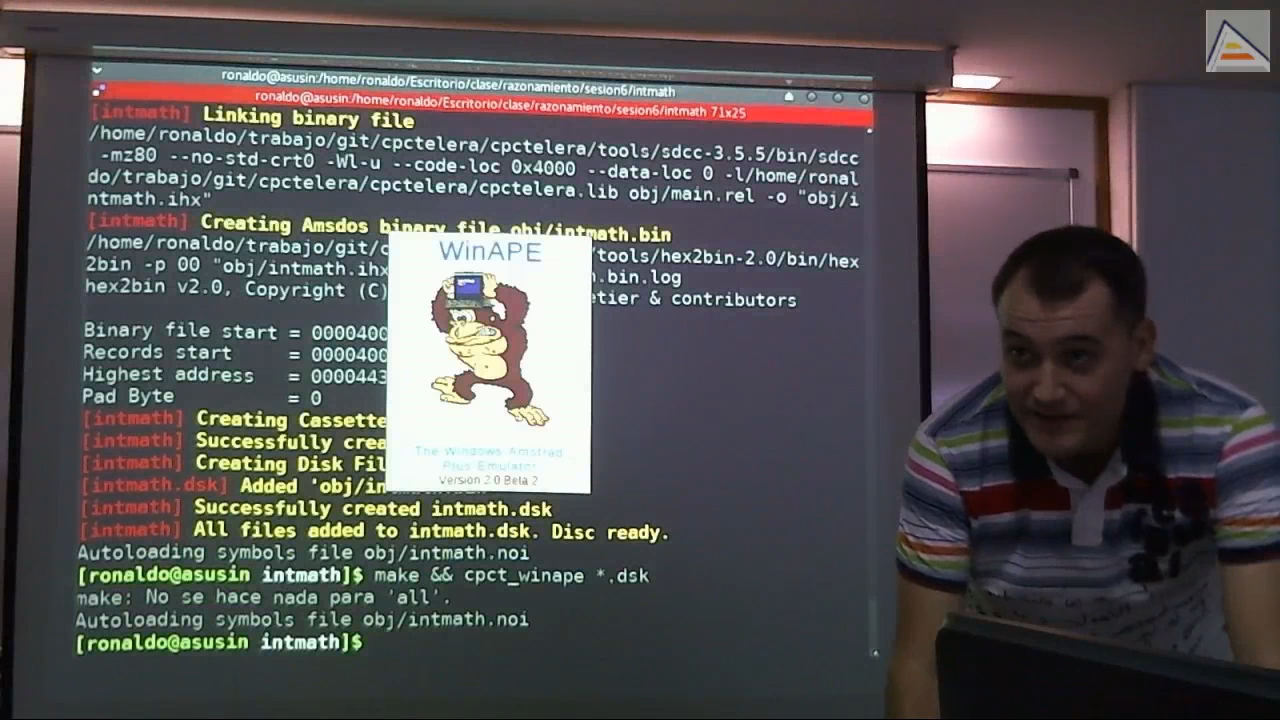 ronaldo@asusin:/home/ronaldo/Escritorio/clase/razonamiento/sesion6/intmath
ronaldo@asusin:/home/ronaldo/Escritorio/clase/razonamiento/sesion6/intmath 71x25
[intmath] Linking binary file
/home/ronaldo/trabajo/git/cpctelera/cpctelera/tools/sdcc-3.5.5/bin/sdcc
-mz80 --no-std-crt0 -Wl-u --code-loc 0x4000 --data-loc 0 -l/home/ronal
do/trabajo/git/cpctelera/cpctelera/cpctelera.lib obj/main.rel -o "obj/i
ntmath.ihx"
[intmath] Creating Amsdos binary file obj/intmath.bin
/home/ronaldo/trabajo/git/c /tools/hex2bin-2.0/bin/hex
2bin -p 00 "obj/intmath.ihx n.bin.log
hex2bin v2.0, Copyright (C) etier & contributors
Binary file start = 0000400
Records start = 0000400
Highest address = 0000443
Pad Byte = 0
[intmath] Creating Cassette
[intmath] Successfully crea
[intmath] Creating Disk Fil
[intmath.dsk] Added 'obj/in
[intmath] Successfully created intmath.dsk
[intmath] All files added to intmath.dsk. Disc ready.
Autoloading symbols file obj/intmath.noi
[ronaldo@asusin intmath]$ make && cpct_winape *.dsk
make: No se hace nada para 'all'.
Autoloading symbols file obj/intmath.noi
[ronaldo@asusin intmath]$
WinAPE
The Windows Amstrad
Plus Emulator
Version 2.0 Beta 2